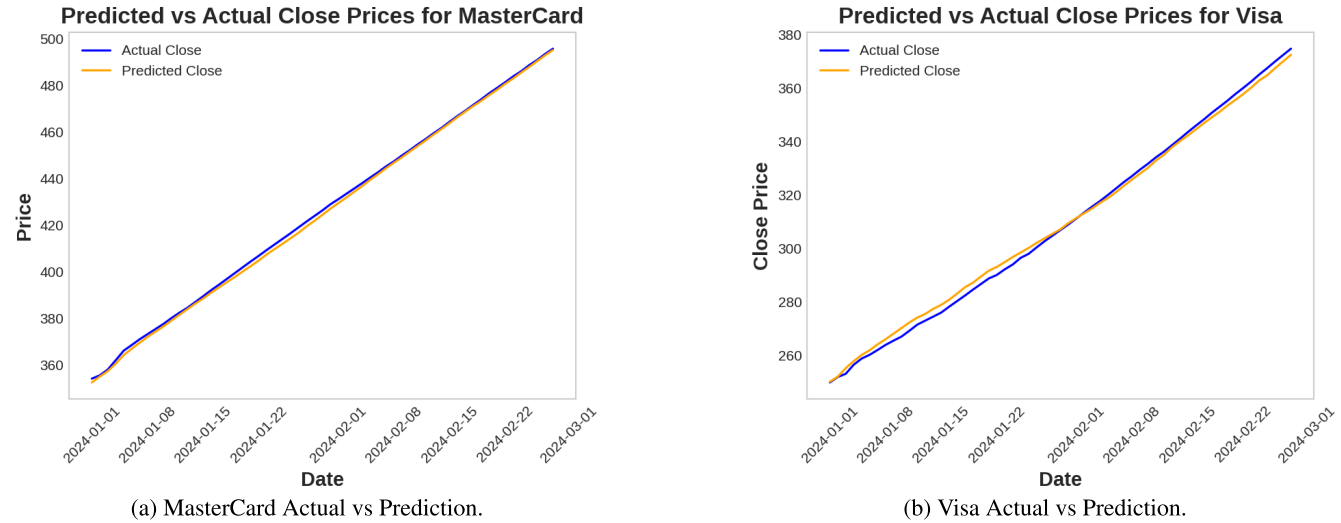 Predicted vs Actual Close Prices for MasterCard
Actual Close
Predicted Close
500
480
460
440
420
400
380
360
Price
2024-01-01
2024-01-08
2024-01-15
2024-01-22
2024-02-01
2024-02-08
2024-02-15
2024-02-22
2024-03-01
Date
(a) MasterCard Actual vs Prediction.
Predicted vs Actual Close Prices for Visa
Actual Close
Predicted Close
380
360
340
320
300
280
260
Close Price
2024-01-01
2024-01-08
2024-01-15
2024-01-22
2024-02-01
2024-02-08
2024-02-15
2024-02-22
2024-03-01
Date
(b) Visa Actual vs Prediction.